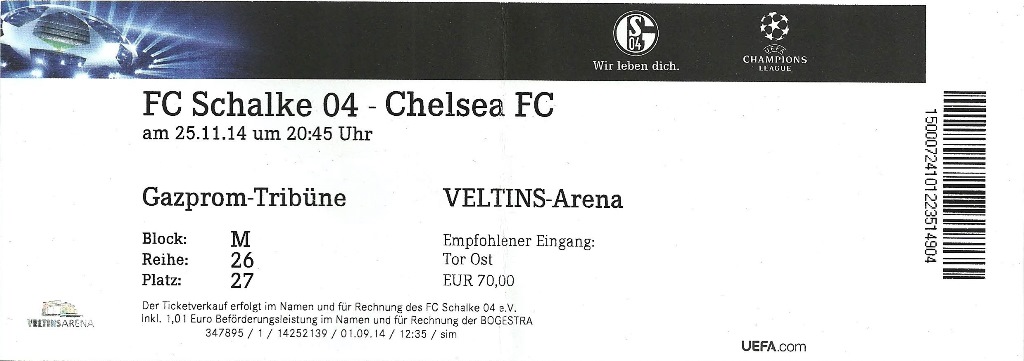 S
04
Wir leben dich.
UEFA
CHAMPIONS
LEAGUE
FC Schalke 04 - Chelsea FC
am 25.11.14 um 20:45 Uhr
Gazprom-Tribüne
VELTINS-Arena
Block: M
Reihe: 26
Platz: 27
Empfohlener Eingang:
Tor Ost
EUR 70,00
Der Ticketverkauf erfolgt im Namen und für Rechnung des FC Schalke 04 e.V.
inkl. 1,01 Euro Beförderungsleistung im Namen und für Rechnung der BOGESTRA
347895 / 1 / 14252139 / 01.09.14 / 12:35 / sim
VELTINSARENA
UEFA.com
1500072410122351490​4